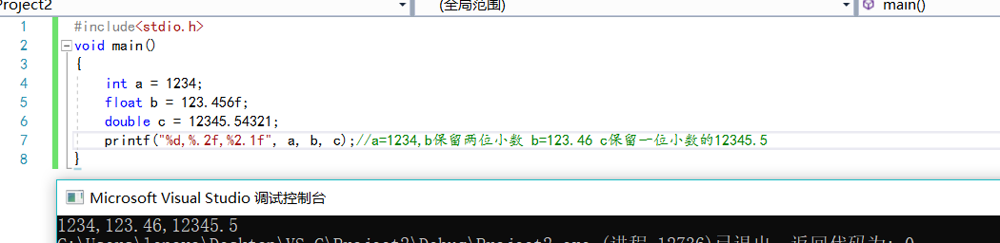 Project2 (全局范围) main()
1 #include<stdio.h>
2 void main()
3 {
4 int a = 1234;
5 float b = 123.456f;
6 double c = 12345.54321;
7 printf("%d,%.2f,%2.1f", a, b, c);//a=1234,b保留两位小数 b=123.46 c保留一位小数的12345.5
8 }
Microsoft Visual Studio 调试控制台
1234,123.46,12345.5